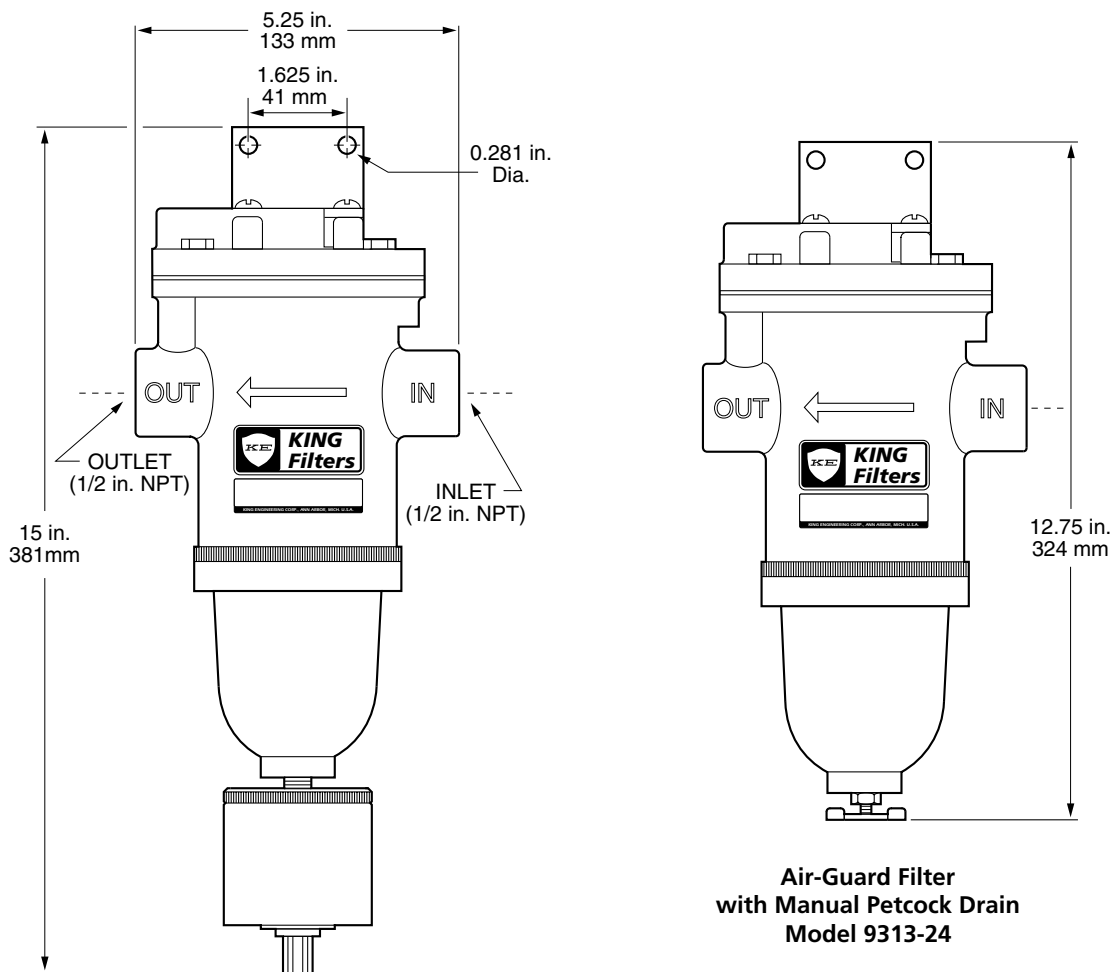 5.25 in.
133 mm
1.625 in.
41 mm
0.281 in.
Dia.
OUT
IN
KE
KING
Filters
KING ENGINEERING CORP., ANN ARBOR, MICH. U.S.A.
OUTLET
(1/2 in. NPT)
INLET
(1/2 in. NPT)
15 in.
381mm
OUT
IN
KE
KING
Filters
KING ENGINEERING CORP., ANN ARBOR, MICH. U.S.A.
12.75 in.
324 mm
Air-Guard Filter
with Manual Petcock Drain
Model 9313-24